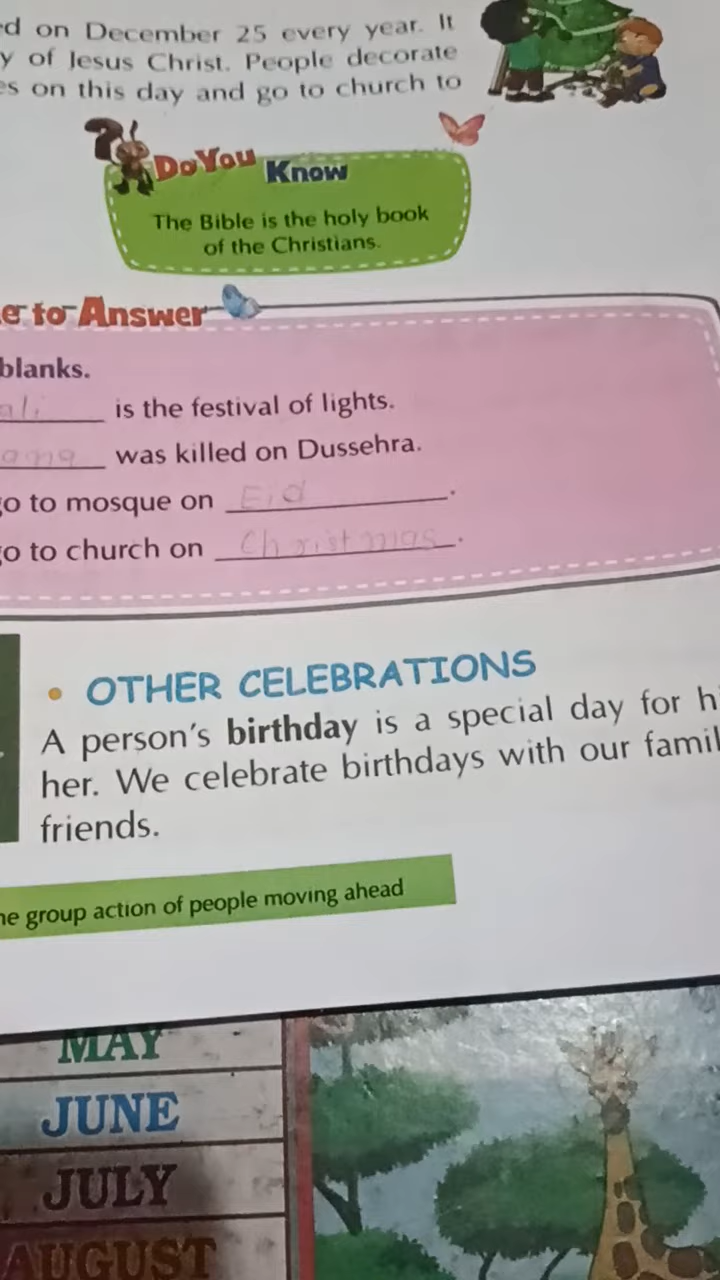 on December 25 every year. It
of Jesus Christ. People decorate
on this day and go to church to
Do You Know
The Bible is the holy book
of the Christians.
to Answer
blanks.
is the festival of lights.
was killed on Dussehra.
to mosque on Eid.
to church on Christmas.
• OTHER CELEBRATIONS
A person's birthday is a special day for
her. We celebrate birthdays with our
friends.
group action of people moving ahead
MAY
JUNE
JULY
AUGUST